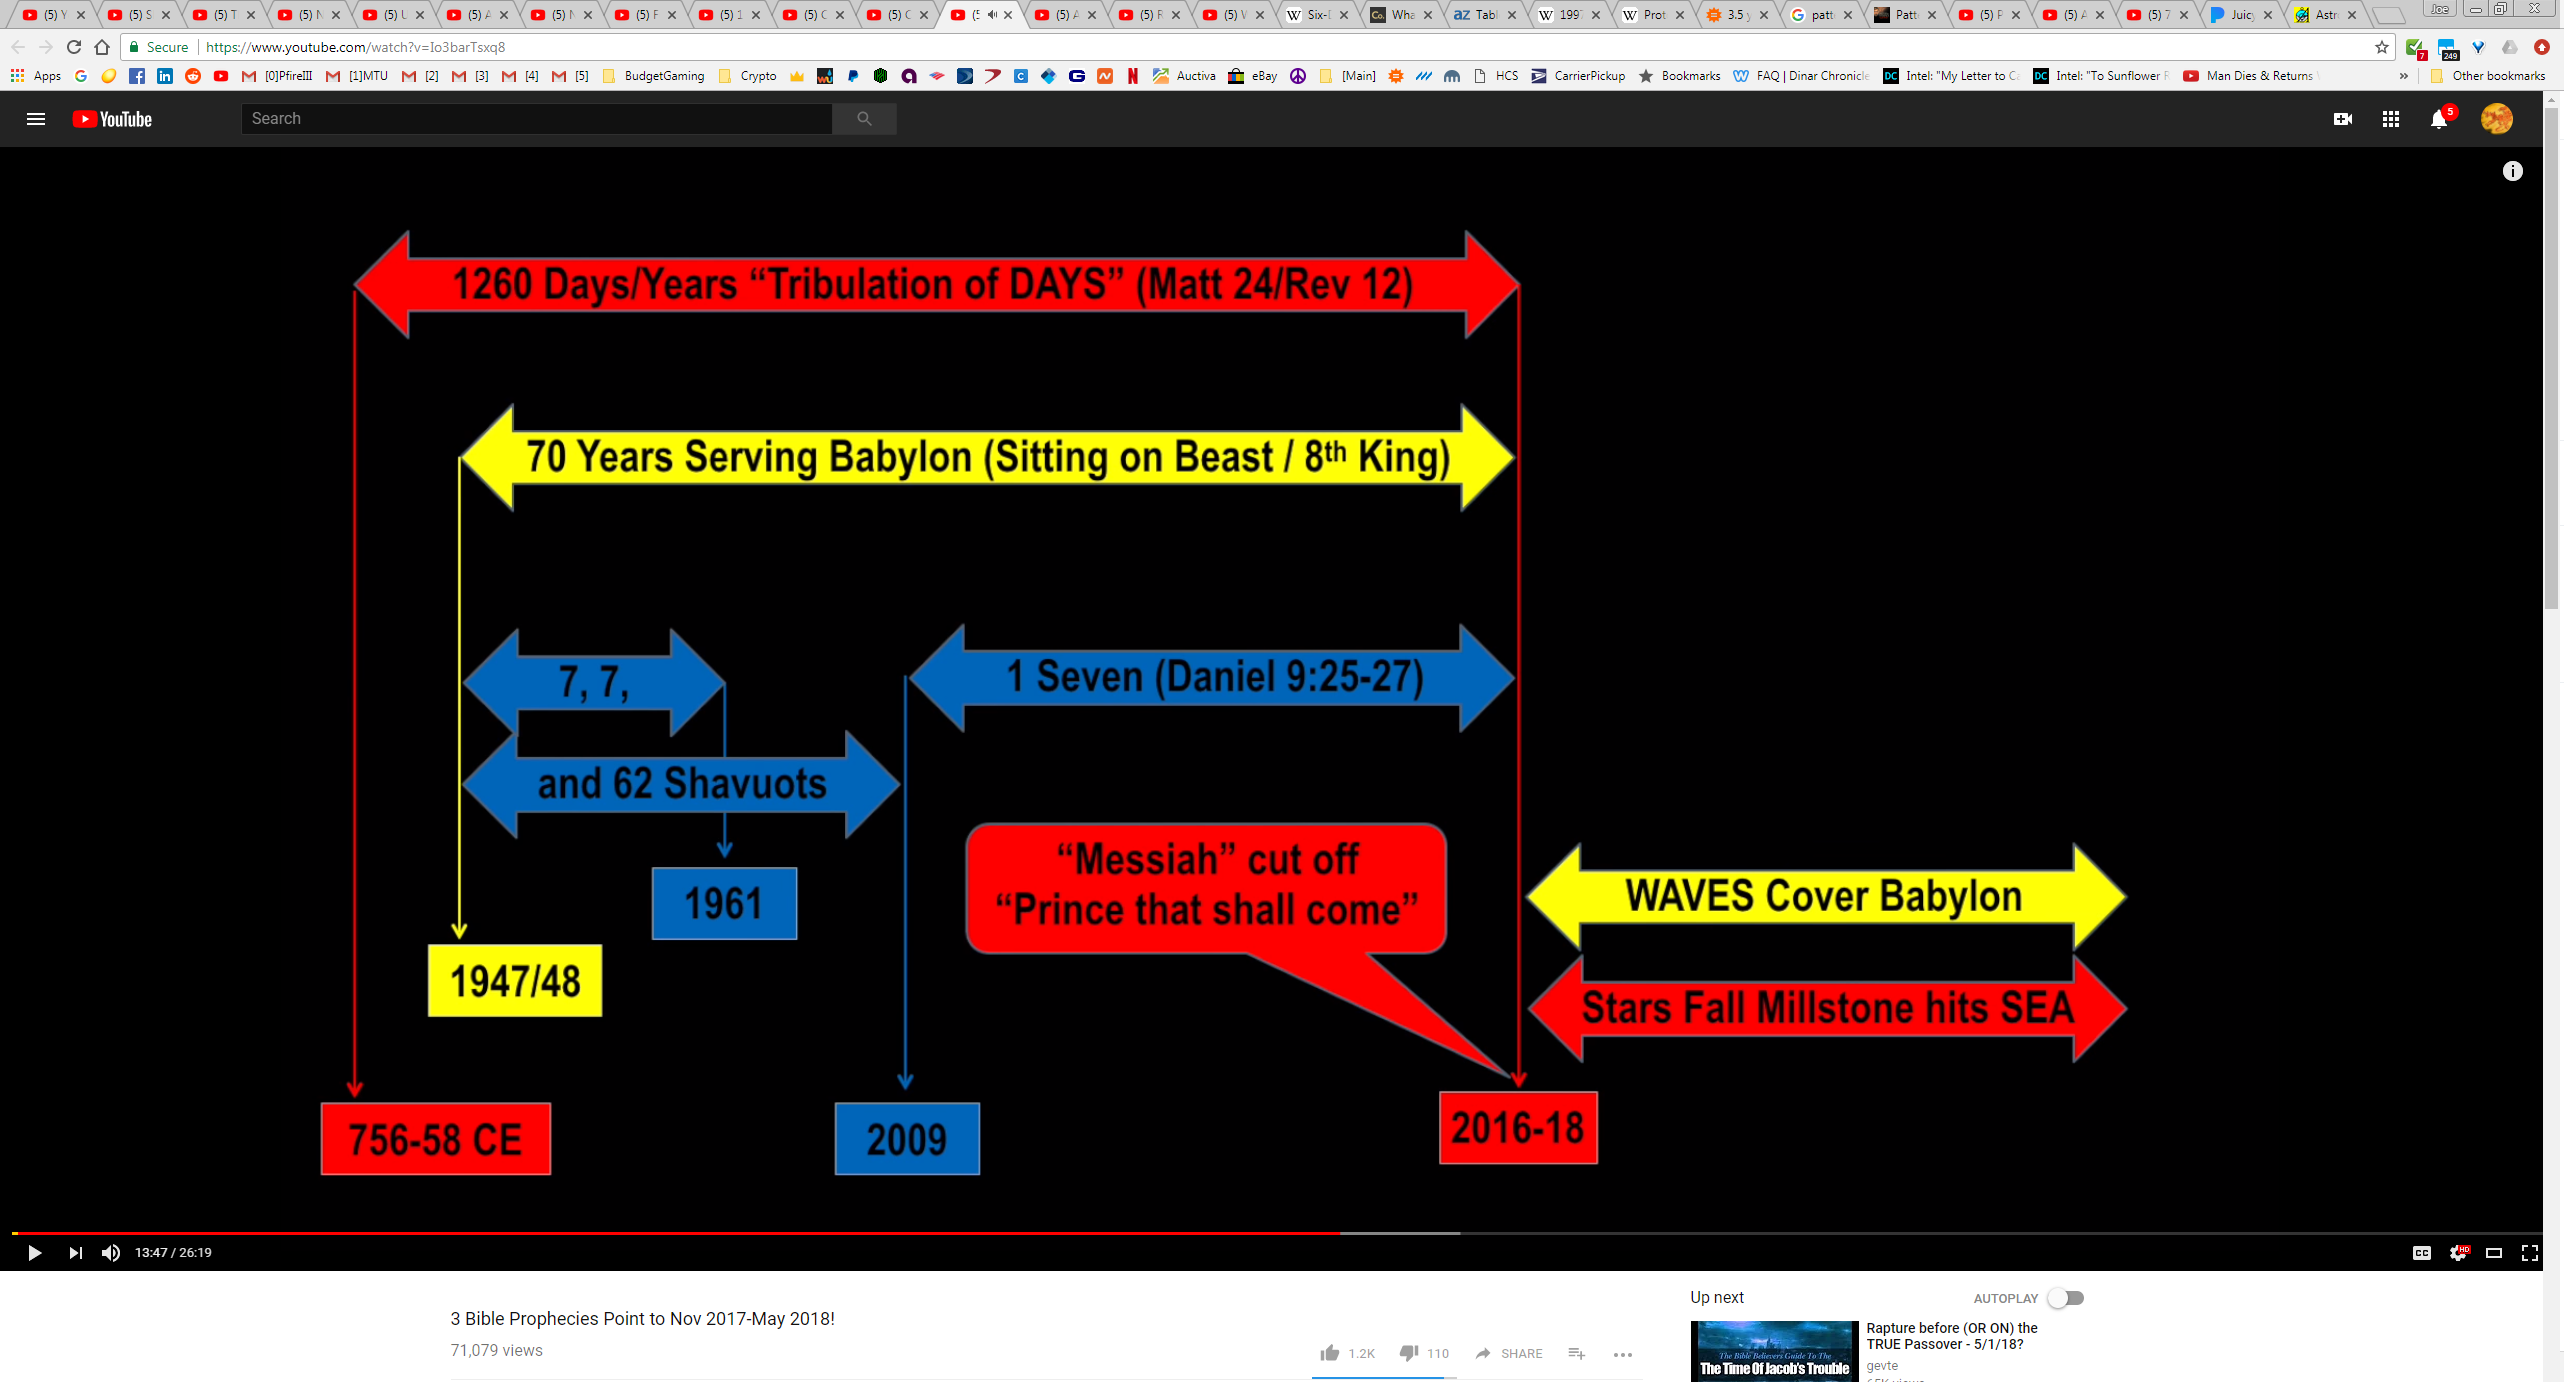 (5) Y
(5) S
(5) T
(5) N
(5) U
(5) A
(5) N
(5) F
(5) 1
(5) C
(5) C
(5) A
(5) R
(5) V
Six-
Wha
Tabl
199
Prot
3.5 y
patt
Patt
(5) F
(5) A
(5) 7
Juic
Astr
Joe
Secure
https://www.youtube.com/watch?v=Io3barTsxq8
7
249
Apps
[0]PfireIII
[1]MTU
[2]
[3]
[4]
[5]
BudgetGaming
Crypto
Auctiva
eBay
[Main]
HCS
CarrierPickup
Bookmarks
FAQ | Dinar Chronicle
Intel: "My Letter to
Intel: "To Sunflower
Man Dies & Returns
»
Other bookmarks
YouTube
Search
5
1260 Days/Years “Tribulation of DAYS” (Matt 24/Rev 12)
70 Years Serving Babylon (Sitting on Beast / 8th King)
7, 7,
1 Seven (Daniel 9:25-27)
and 62 Shavuots
“Messiah” cut off
“Prince that shall come”
1961
WAVES Cover Babylon
1947/48
Stars Fall Millstone hits SEA
756-58 CE
2009
2016-18
13:47 / 26:19
CC
HD
3 Bible Prophecies Point to Nov 2017-May 2018!
71,079 views
1.2K
110
SHARE
Up next
AUTOPLAY
The Bible Believers Guide To The
The Time Of Jacob's Trouble
Rapture before (OR ON) the
TRUE Passover - 5/1/18?
gevte